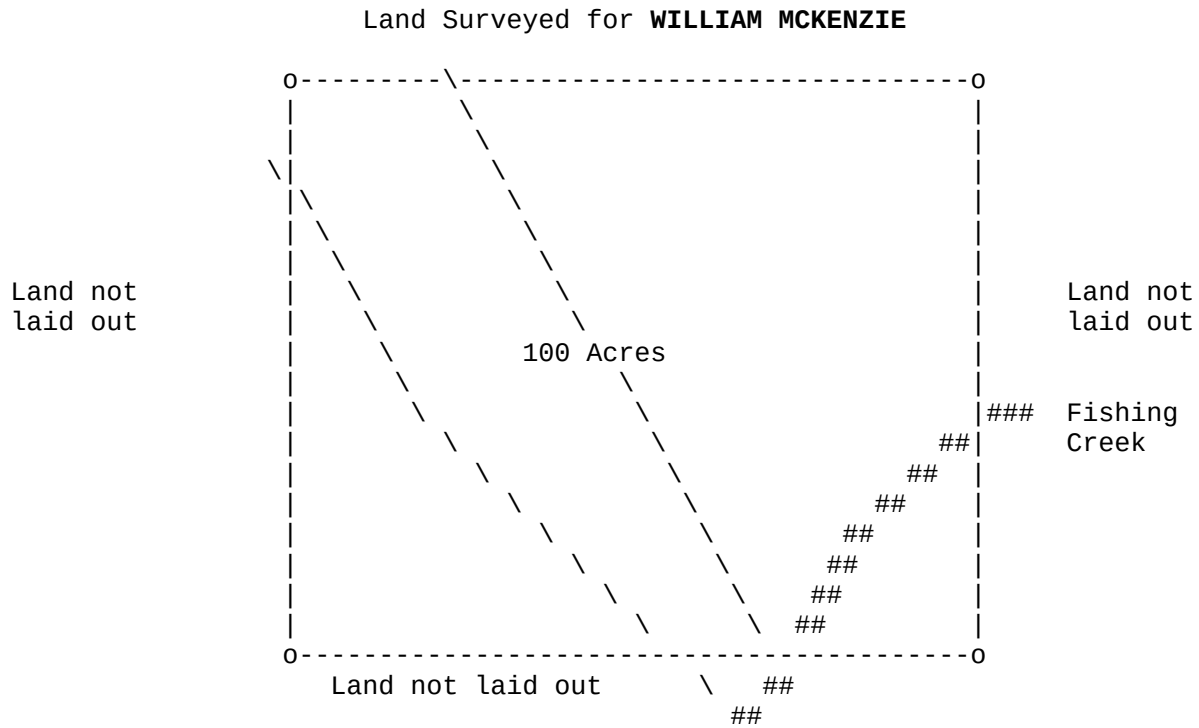 Land Surveyed for WILLIAM MCKENZIE
Land not
laid out
Land not
laid out
100 Acres
Fishing
Creek
Land not laid out